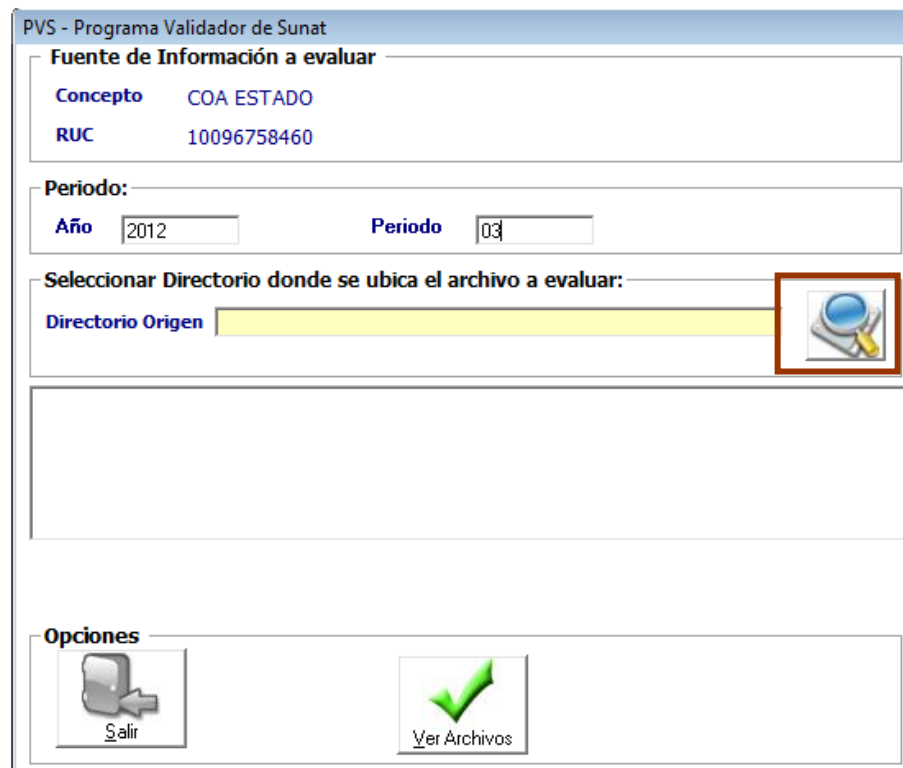 PVS - Programa Validador de Sunat
Fuente de Información a evaluar
Concepto COA ESTADO
RUC 10096758460
Periodo:
Año 2012 Periodo 03
Seleccionar Directorio donde se ubica el archivo a evaluar:
Directorio Origen
Opciones
Salir Ver Archivos